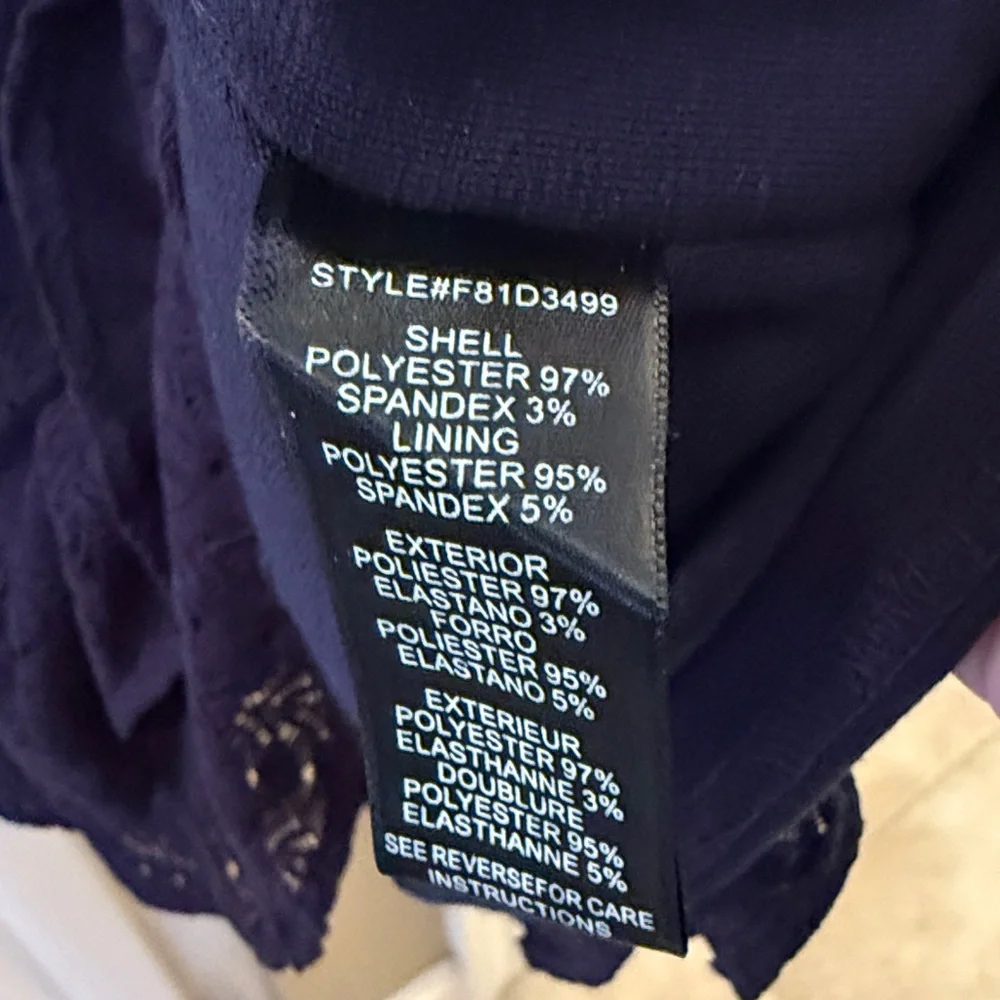 STYLE#F81D3499
SHELL
POLYESTER 97%
SPANDEX 3%
LINING
POLYESTER 95%
SPANDEX 5%
EXTERIOR
POLIESTER 97%
ELASTANO 3%
FORRO
POLIESTER 95%
ELASTANO 5%
EXTERIEUR
POLYESTER 97%
ELASTHANNE 3%
DOUBLURE
POLYESTER 95%
ELASTHANNE 5%
SEE REVERSEFOR CARE
INSTRUCTIONS